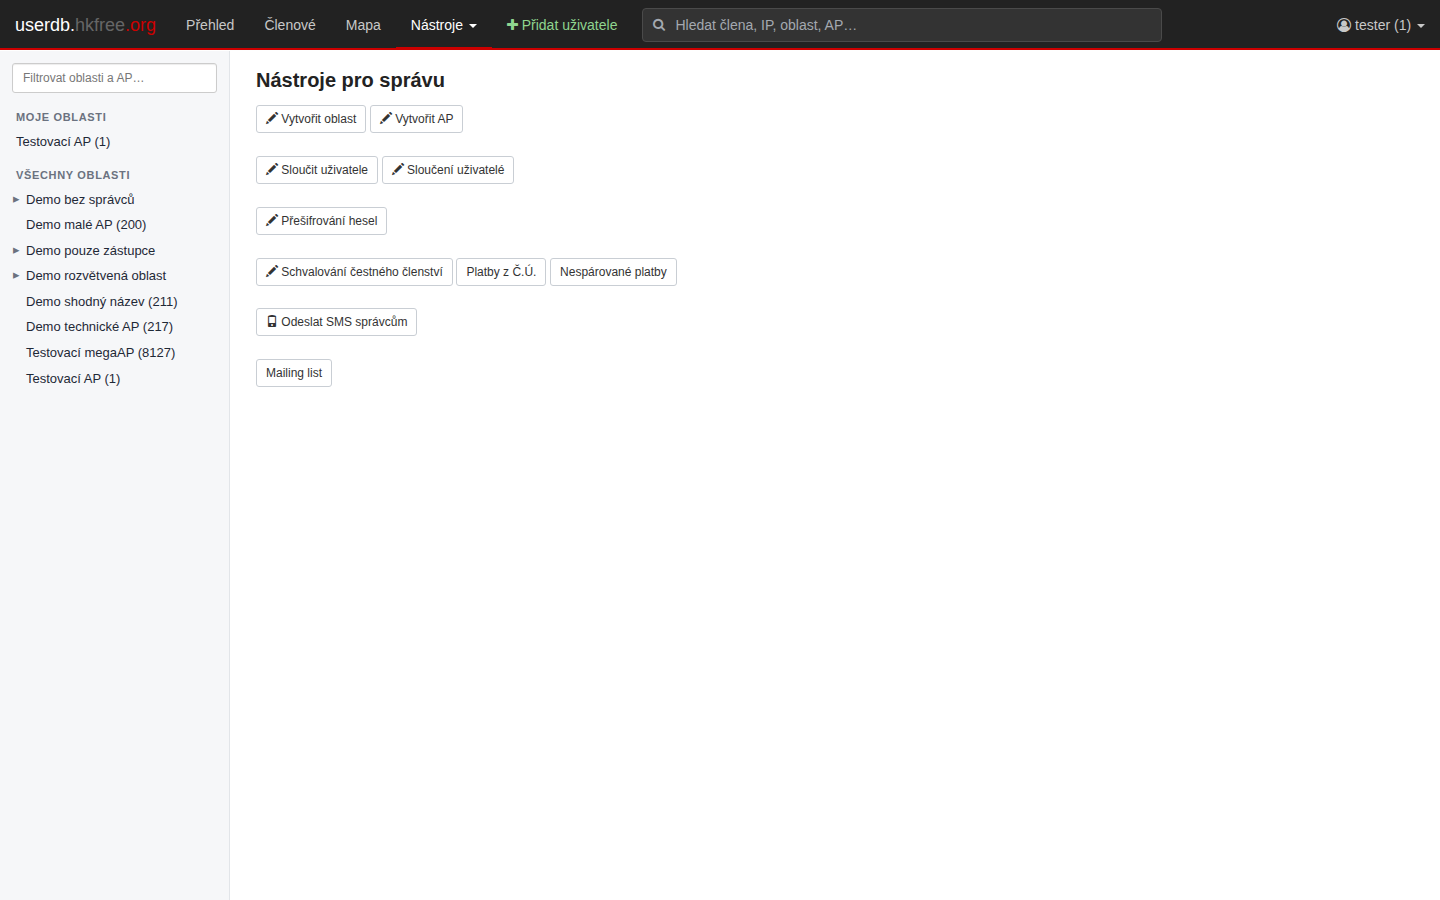 userdb.hkfree.org Přehled Členové Mapa Nástroje Přidat uživatele Hledat člena, IP, oblast, AP… tester (1)
Filtrovat oblasti a AP…
MOJE OBLASTI
Testovací AP (1)
VŠECHNY OBLASTI
Demo bez správců
Demo malé AP (200)
Demo pouze zástupce
Demo rozvětvená oblast
Demo shodný název (211)
Demo technické AP (217)
Testovací megaAP (8127)
Testovací AP (1)
Nástroje pro správu
Vytvořit oblast Vytvořit AP
Sloučit uživatele Sloučení uživatelé
Přešifrování hesel
Schvalování čestného členství Platby z Č.Ú. Nespárované platby
Odeslat SMS správcům
Mailing list